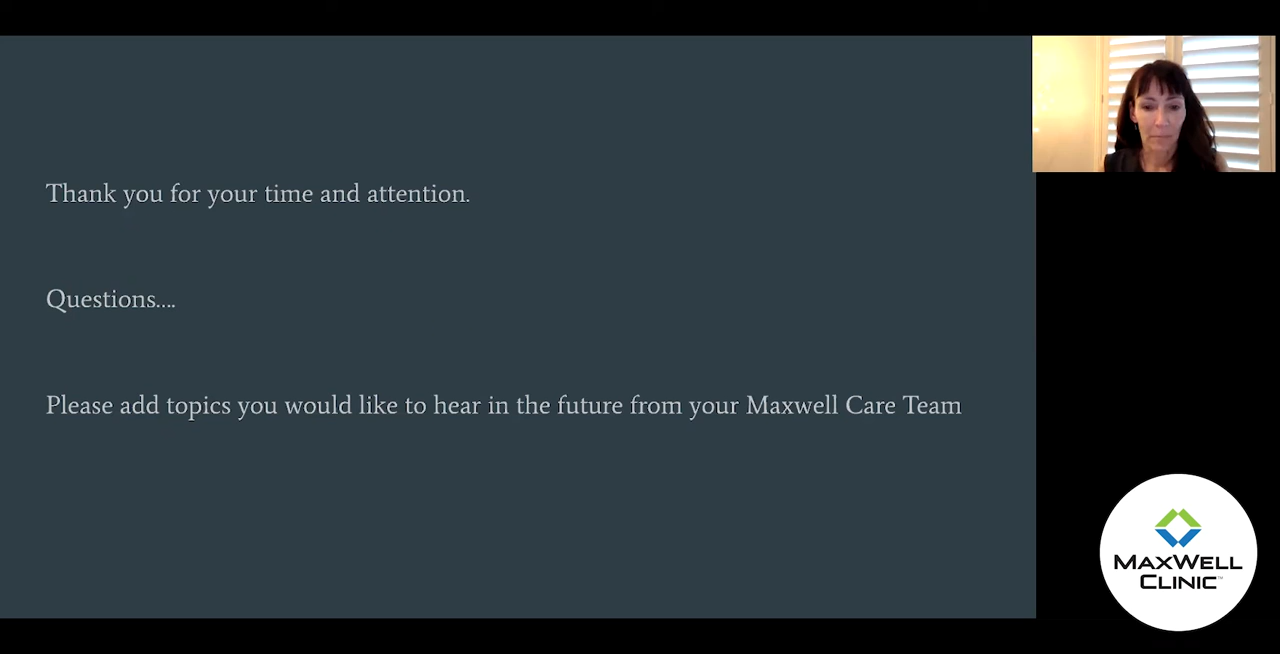 Thank you for your time and attention.
Questions....
Please add topics you would like to hear in the future from your Maxwell Care Team
MAXWELL
CLINIC™